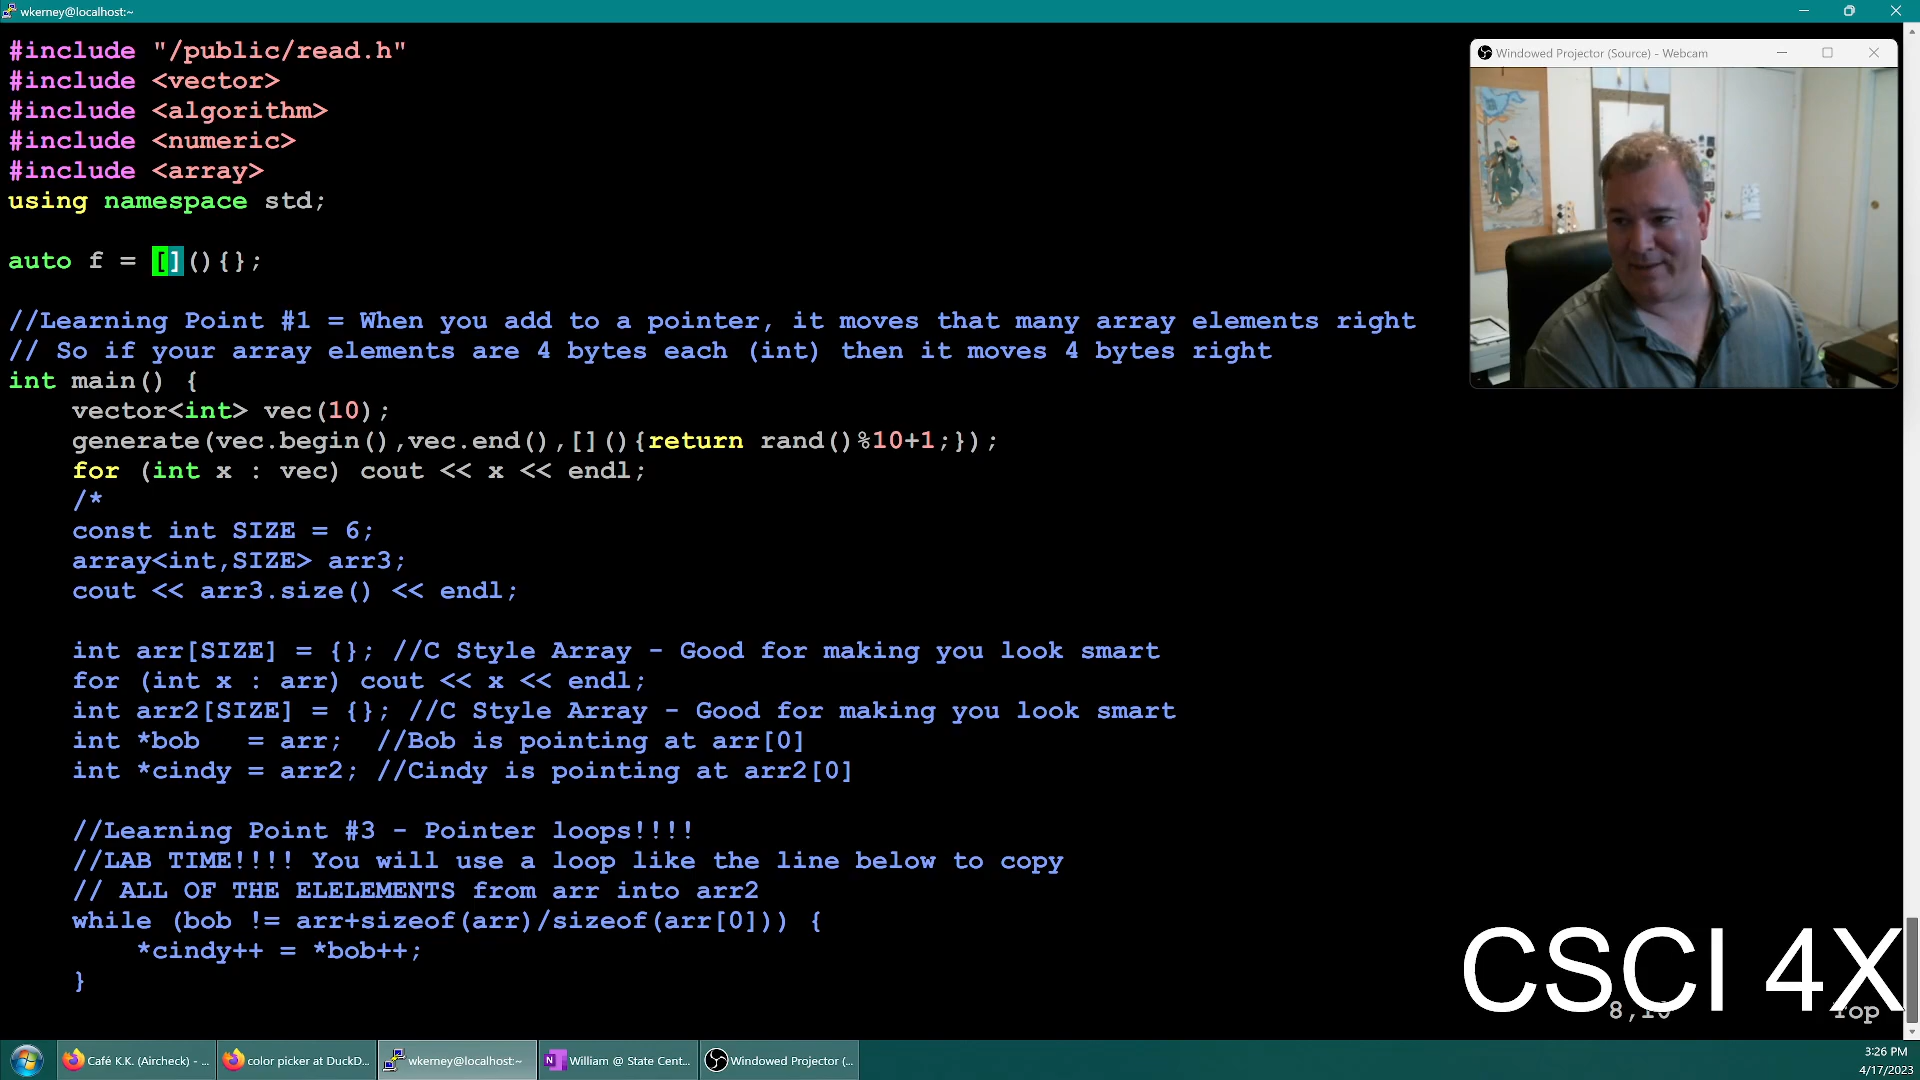 wkerney@localhost:~
#include "/public/read.h"
#include <vector>
#include <algorithm>
#include <numeric>
#include <array>
using namespace std;
auto f = [](){};
//Learning Point #1 = When you add to a pointer, it moves that many array elements right
// So if your array elements are 4 bytes each (int) then it moves 4 bytes right
int main() {
vector<int> vec(10);
generate(vec.begin(),vec.end(),[](){return rand()%10+1;});
for (int x : vec) cout << x << endl;
/*
const int SIZE = 6;
array<int,SIZE> arr3;
cout << arr3.size() << endl;
int arr[SIZE] = {}; //C Style Array - Good for making you look smart
for (int x : arr) cout << x << endl;
int arr2[SIZE] = {}; //C Style Array - Good for making you look smart
int *bob   = arr;  //Bob is pointing at arr[0]
int *cindy = arr2; //Cindy is pointing at arr2[0]
//Learning Point #3 - Pointer loops!!!!
//LAB TIME!!!! You will use a loop like the line below to copy
// ALL OF THE ELELEMENTS from arr into arr2
while (bob != arr+sizeof(arr)/sizeof(arr[0])) {
*cindy++ = *bob++;
}
Windowed Projector (Source) - Webcam
CSCI 4X
Top
Café K.K. (Aircheck) - ...
color picker at DuckD...
wkerney@localhost:~
William @ State Cent...
Windowed Projector (...
3:26 PM
4/17/2023